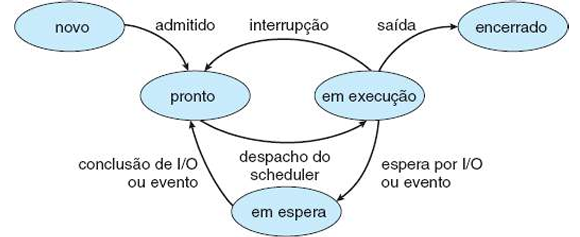 novo
admitido
interrupção
saída
encerrado
pronto
em execução
conclusão de I/O
ou evento
despacho do
scheduler
espera por I/O
ou evento
em espera